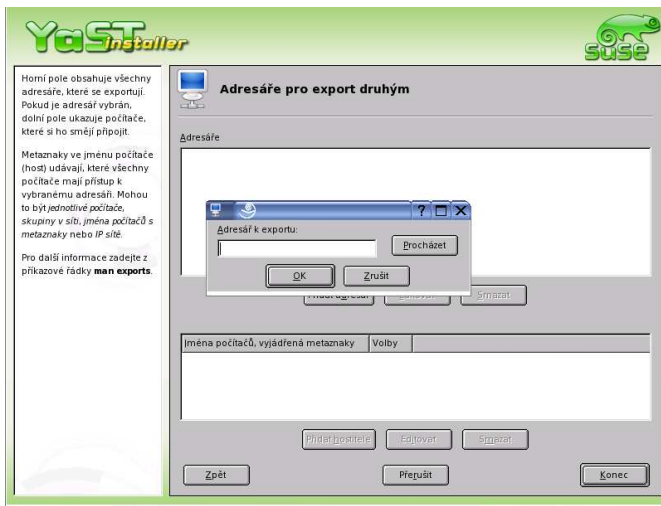 YaST
installer
SuSE
Horní pole obsahuje všechny
adresáře, které se exportují.
Pokud je adresář vybrán,
dolní pole ukazuje počítače,
které si ho smějí připojit.
Metaznaky ve jménu počítače
(host) udávají, které všechny
počítače mají přístup k
vybranému adresáři. Mohou
to být jednotlivé počítače,
skupiny v síti, jména počítačů s
metaznaky nebo IP sítě.
Pro další informace zadejte z
příkazové řádky man exports.
Adresáře pro export druhým
Adresáře
Adresář k exportu:
Procházet
OK Zrušit
Přidat adresář Smazat
Jména počítačů, vyjádřená metaznaky Volby
Přidat hostitele Editovat Smazat
Zpět Přerušit Konec